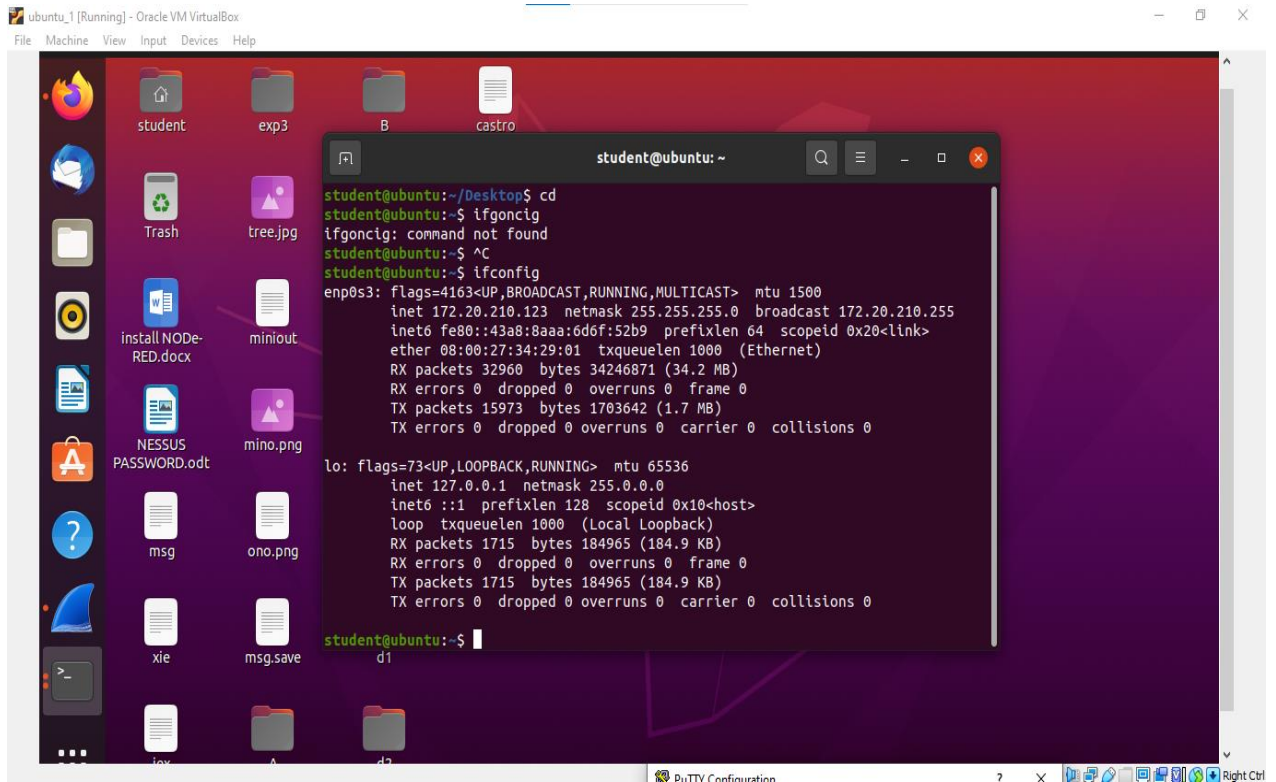 ubuntu_1 [Running] - Oracle VM VirtualBox
File Machine View Input Devices Help
student
exp3
B
castro
Trash
tree.jpg
install NODe-
RED.docx
miniout
NESSUS
PASSWORD.odt
mino.png
msg
ono.png
xie
msg.save
d1
A
d2
student@ubuntu: ~
student@ubuntu:~/Desktop$ cd
student@ubuntu:~$ ifgoncig
ifgoncig: command not found
student@ubuntu:~$ ^C
student@ubuntu:~$ ifconfig
enp0s3: flags=4163<UP,BROADCAST,RUNNING,MULTICAST> mtu 1500
inet 172.20.210.123 netmask 255.255.255.0 broadcast 172.20.210.255
inet6 fe80::43a8:8aaa:6d6f:52b9 prefixlen 64 scopeid 0x20<link>
ether 08:00:27:34:29:01 txqueuelen 1000 (Ethernet)
RX packets 32960 bytes 34246871 (34.2 MB)
RX errors 0 dropped 0 overruns 0 frame 0
TX packets 15973 bytes 1703642 (1.7 MB)
TX errors 0 dropped 0 overruns 0 carrier 0 collisions 0
lo: flags=73<UP,LOOPBACK,RUNNING> mtu 65536
inet 127.0.0.1 netmask 255.0.0.0
inet6 ::1 prefixlen 128 scopeid 0x10<host>
loop txqueuelen 1000 (Local Loopback)
RX packets 1715 bytes 184965 (184.9 KB)
RX errors 0 dropped 0 overruns 0 frame 0
TX packets 1715 bytes 184965 (184.9 KB)
TX errors 0 dropped 0 overruns 0 carrier 0 collisions 0
student@ubuntu:~$
PuTTY Configuration
Right Ctrl